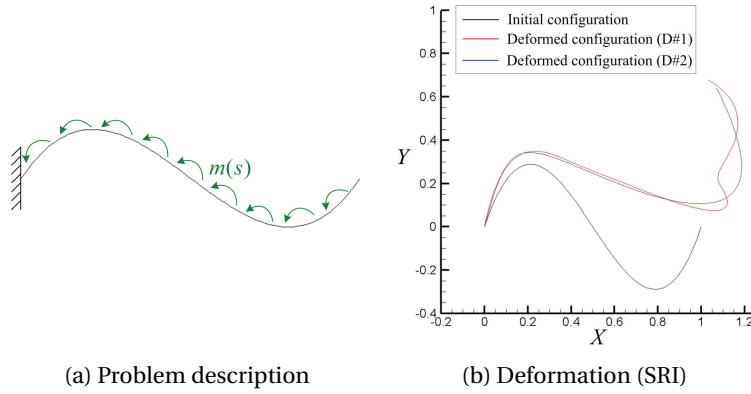 m(s)
(a) Problem description
Initial configuration
Deformed configuration (D#1)
Deformed configuration (D#2)
Y
1
0.8
0.6
0.4
0.2
0
-0.2
-0.4
-0.2 0 0.2 0.4 0.6 0.8 1 1.2
X
(b) Deformation (SRI)